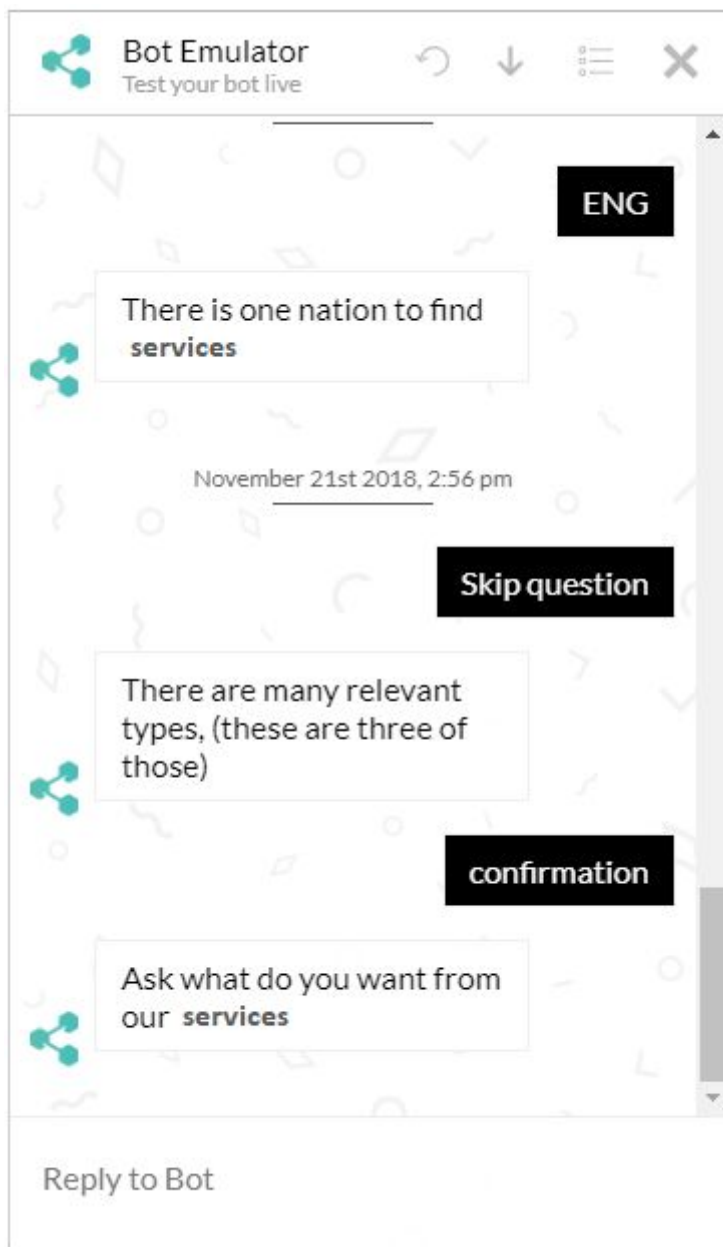 Bot Emulator
Test your bot live
ENG
There is one nation to find
services
November 21st 2018, 2:56 pm
Skip question
There are many relevant
types, (these are three of
those)
confirmation
Ask what do you want from
our services
Reply to Bot